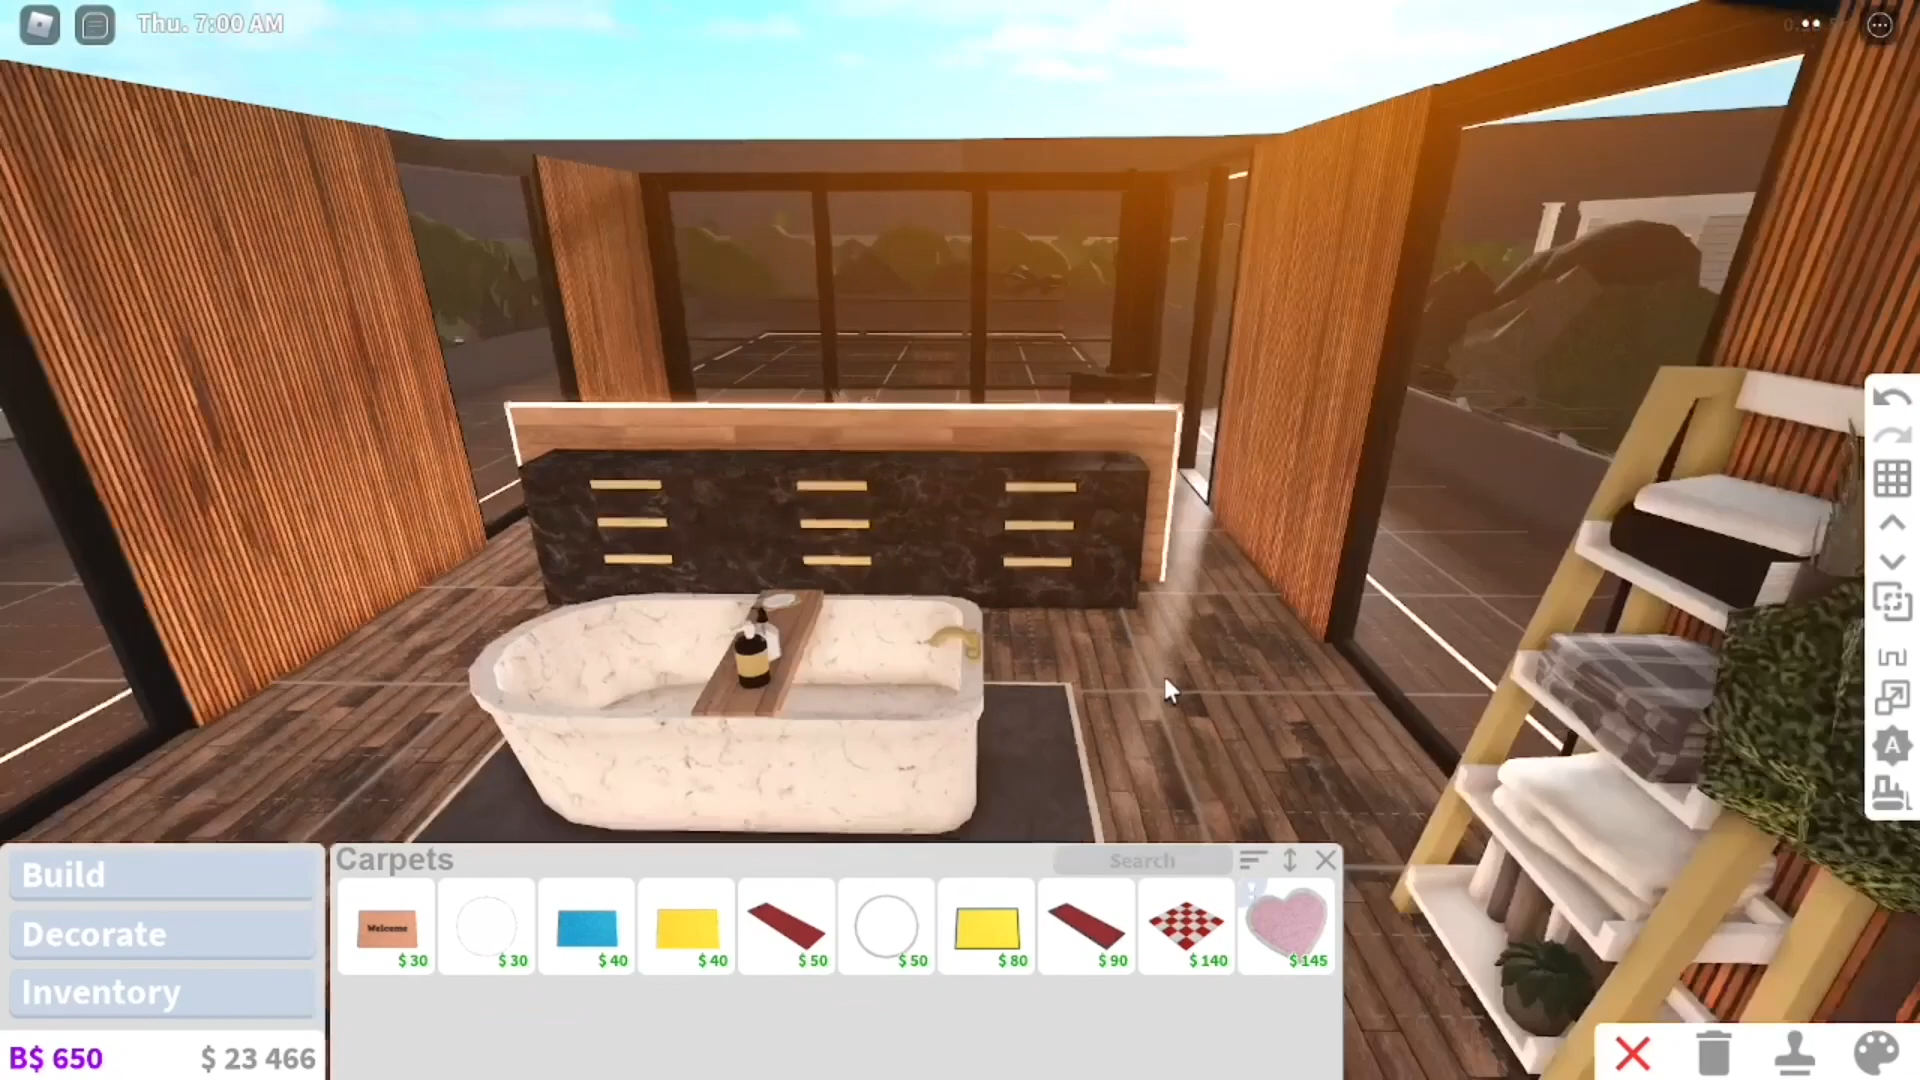 Thu. 7:00 AM
Build
Decorate
Inventory
B$ 650
$ 23 466
Carpets
Search
Welcome
$ 30
$ 30
$ 40
$ 40
$ 50
$ 50
$ 80
$ 90
$ 140
$ 145
A